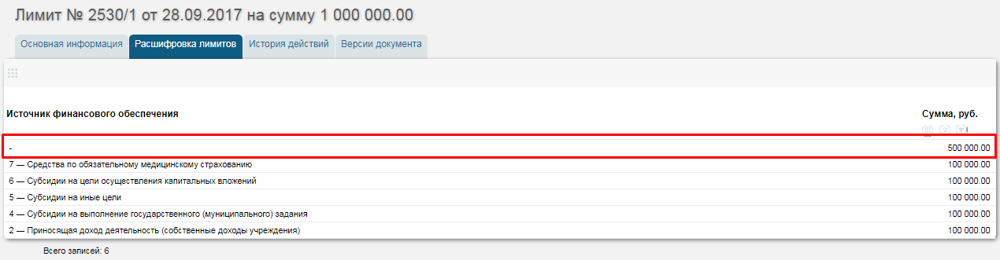 Лимит № 2530/1 от 28.09.2017 на сумму 1 000 000.00
Основная информация Расшифровка лимитов История действий Версии документа
Источник финансового обеспечения Сумма, руб.
- 500 000.00
7 — Средства по обязательному медицинскому страхованию 100 000.00
6 — Субсидии на цели осуществления капитальных вложений 100 000.00
5 — Субсидии на иные цели 100 000.00
4 — Субсидии на выполнение государственного (муниципального) задания 100 000.00
2 — Приносящая доход деятельность (собственные доходы учреждения) 100 000.00
Всего записей: 6